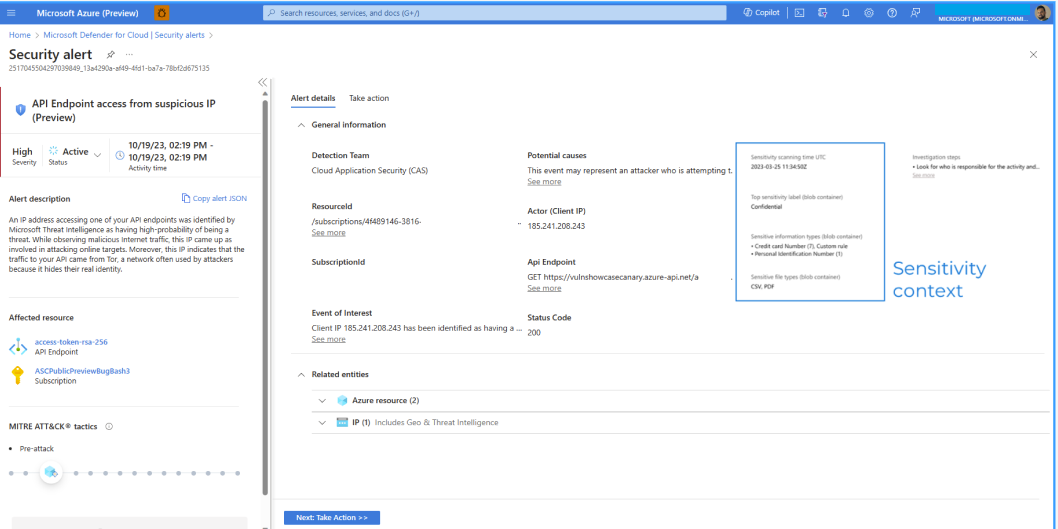 Microsoft Azure (Preview)
Search resources, services, and docs (G+/)
Copilot
MICROSOFT (MICROSOFT.ONMI...
Home > Microsoft Defender for Cloud | Security alerts >
Security alert
2517045504297039849_13a4290a-af49-4fd1-ba7a-78bf2d675135
API Endpoint access from suspicious IP
(Preview)
High
Severity
Active
Status
10/19/23, 02:19 PM -
10/19/23, 02:19 PM
Activity time
Alert description
Copy alert JSON
An IP address accessing one of your API endpoints was identified by
Microsoft Threat Intelligence as having high-probability of being a
threat. While observing malicious Internet traffic, this IP came up as
involved in attacking online targets. Moreover, this IP indicates that the
traffic to your API came from Tor, a network often used by attackers
because it hides their real identity.
Affected resource
access-token-rsa-256
API Endpoint
ASCPublicPreviewBugBash3
Subscription
MITRE ATT&CK® tactics
• Pre-attack
Alert details
Take action
General information
Detection Team
Cloud Application Security (CAS)
ResourceId
/subscriptions/4f489146-3816-
See more
SubscriptionId
Event of Interest
Client IP 185.241.208.243 has been identified as having a ...
See more
Potential causes
This event may represent an attacker who is attempting t.
See more
Actor (Client IP)
185.241.208.243
Api Endpoint
GET https://vulnshowcasecanary.azure-api.net/a
See more
Status Code
200
Sensitivity scanning time UTC
2023-03-25 11:34:50Z
Top sensitivity label (blob container)
Confidential
Sensitive information types (blob container)
• Credit card Number (7), Custom rule
• Personal Identification Number (1)
Sensitive file types (blob container)
CSV, PDF
Sensitivity
context
Investigation steps
• Look for who is responsible for the activity and...
See more
Related entities
Azure resource (2)
IP (1) Includes Geo & Threat Intelligence
Next: Take Action >>